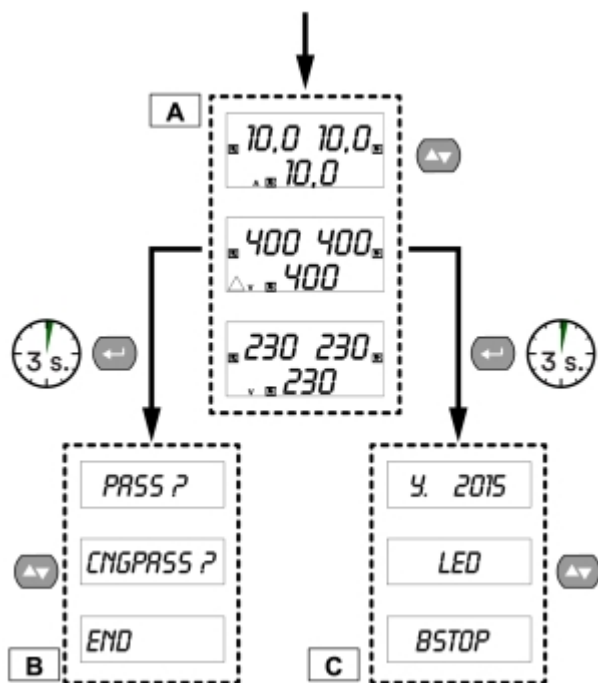 A
10,0 10,0
A 10,0
400 400
V 400
230 230
V 230
3 s.
3 s.
PASS ?
Y. 2015
CNGPASS ?
LED
END
BSTOP
B
C